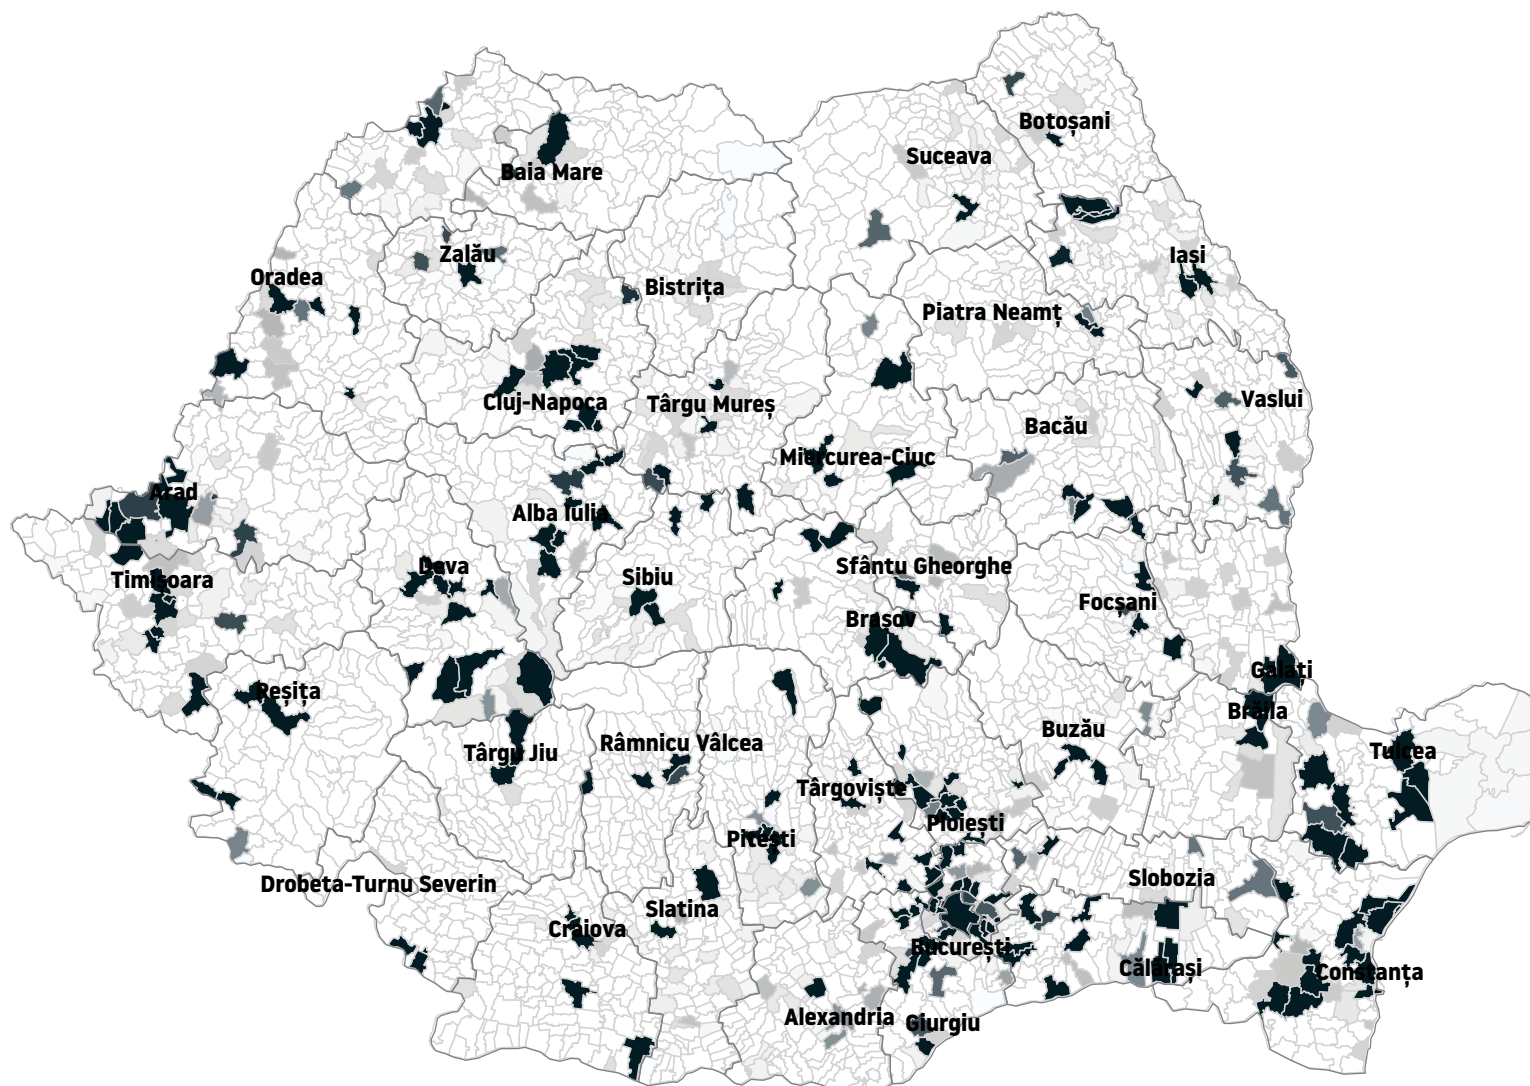 Botoșani
Suceava
Baia Mare
Zalău
Iași
Oradea
Bistrița
Piatra Neamț
Vaslui
Cluj-Napoca
Târgu Mureș
Bacău
Miercurea-Ciuc
Arad
Alba Iulia
Deva
Sfântu Gheorghe
Timișoara
Sibiu
Focșani
Brașov
Galați
Reșița
Brăila
Buzău
Râmnicu Vâlcea
Târgu Jiu
Tulcea
Târgoviște
Ploiești
Pitești
Slobozia
Drobeta-Turnu Severin
Slatina
Craiova
București
Călărași
Constanța
Alexandria
Giurgiu